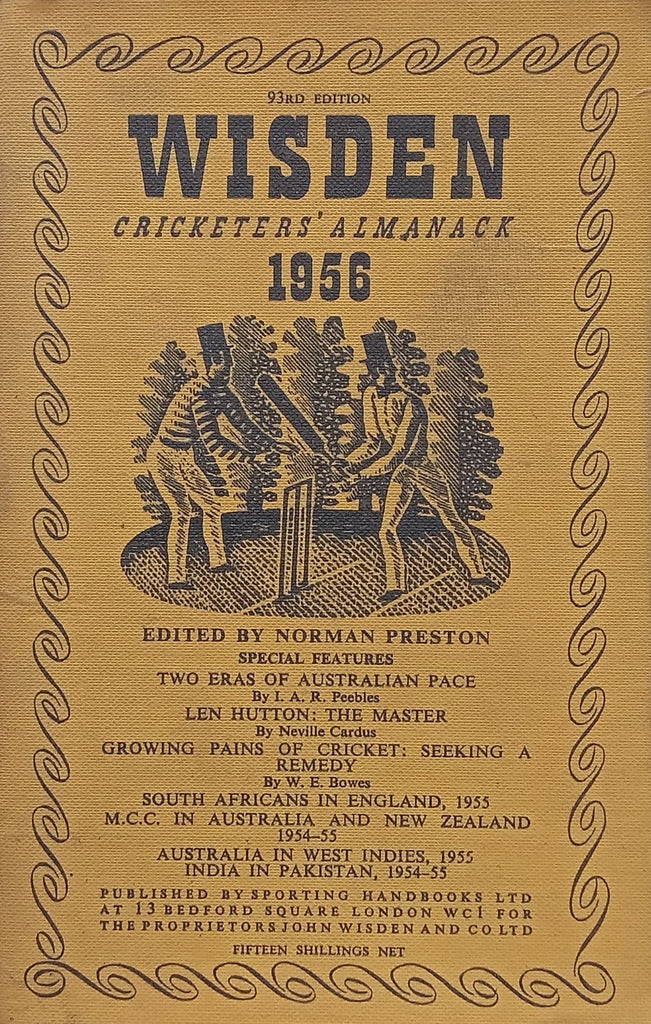 93RD EDITION
WISDEN
CRICKETERS' ALMANACK
1956
EDITED BY NORMAN PRESTON
SPECIAL FEATURES
TWO ERAS OF AUSTRALIAN PACE
By I. A. R. Peebles
LEN HUTTON: THE MASTER
By Neville Cardus
GROWING PAINS OF CRICKET: SEEKING A
REMEDY
By W. E. Bowes
SOUTH AFRICANS IN ENGLAND, 1955
M.C.C. IN AUSTRALIA AND NEW ZEALAND
1954–55
AUSTRALIA IN WEST INDIES, 1955
INDIA IN PAKISTAN, 1954–55
PUBLISHED BY SPORTING HANDBOOKS LTD
AT 13 BEDFORD SQUARE LONDON WC1 FOR
THE PROPRIETORS JOHN WISDEN AND CO LTD
FIFTEEN SHILLINGS NET